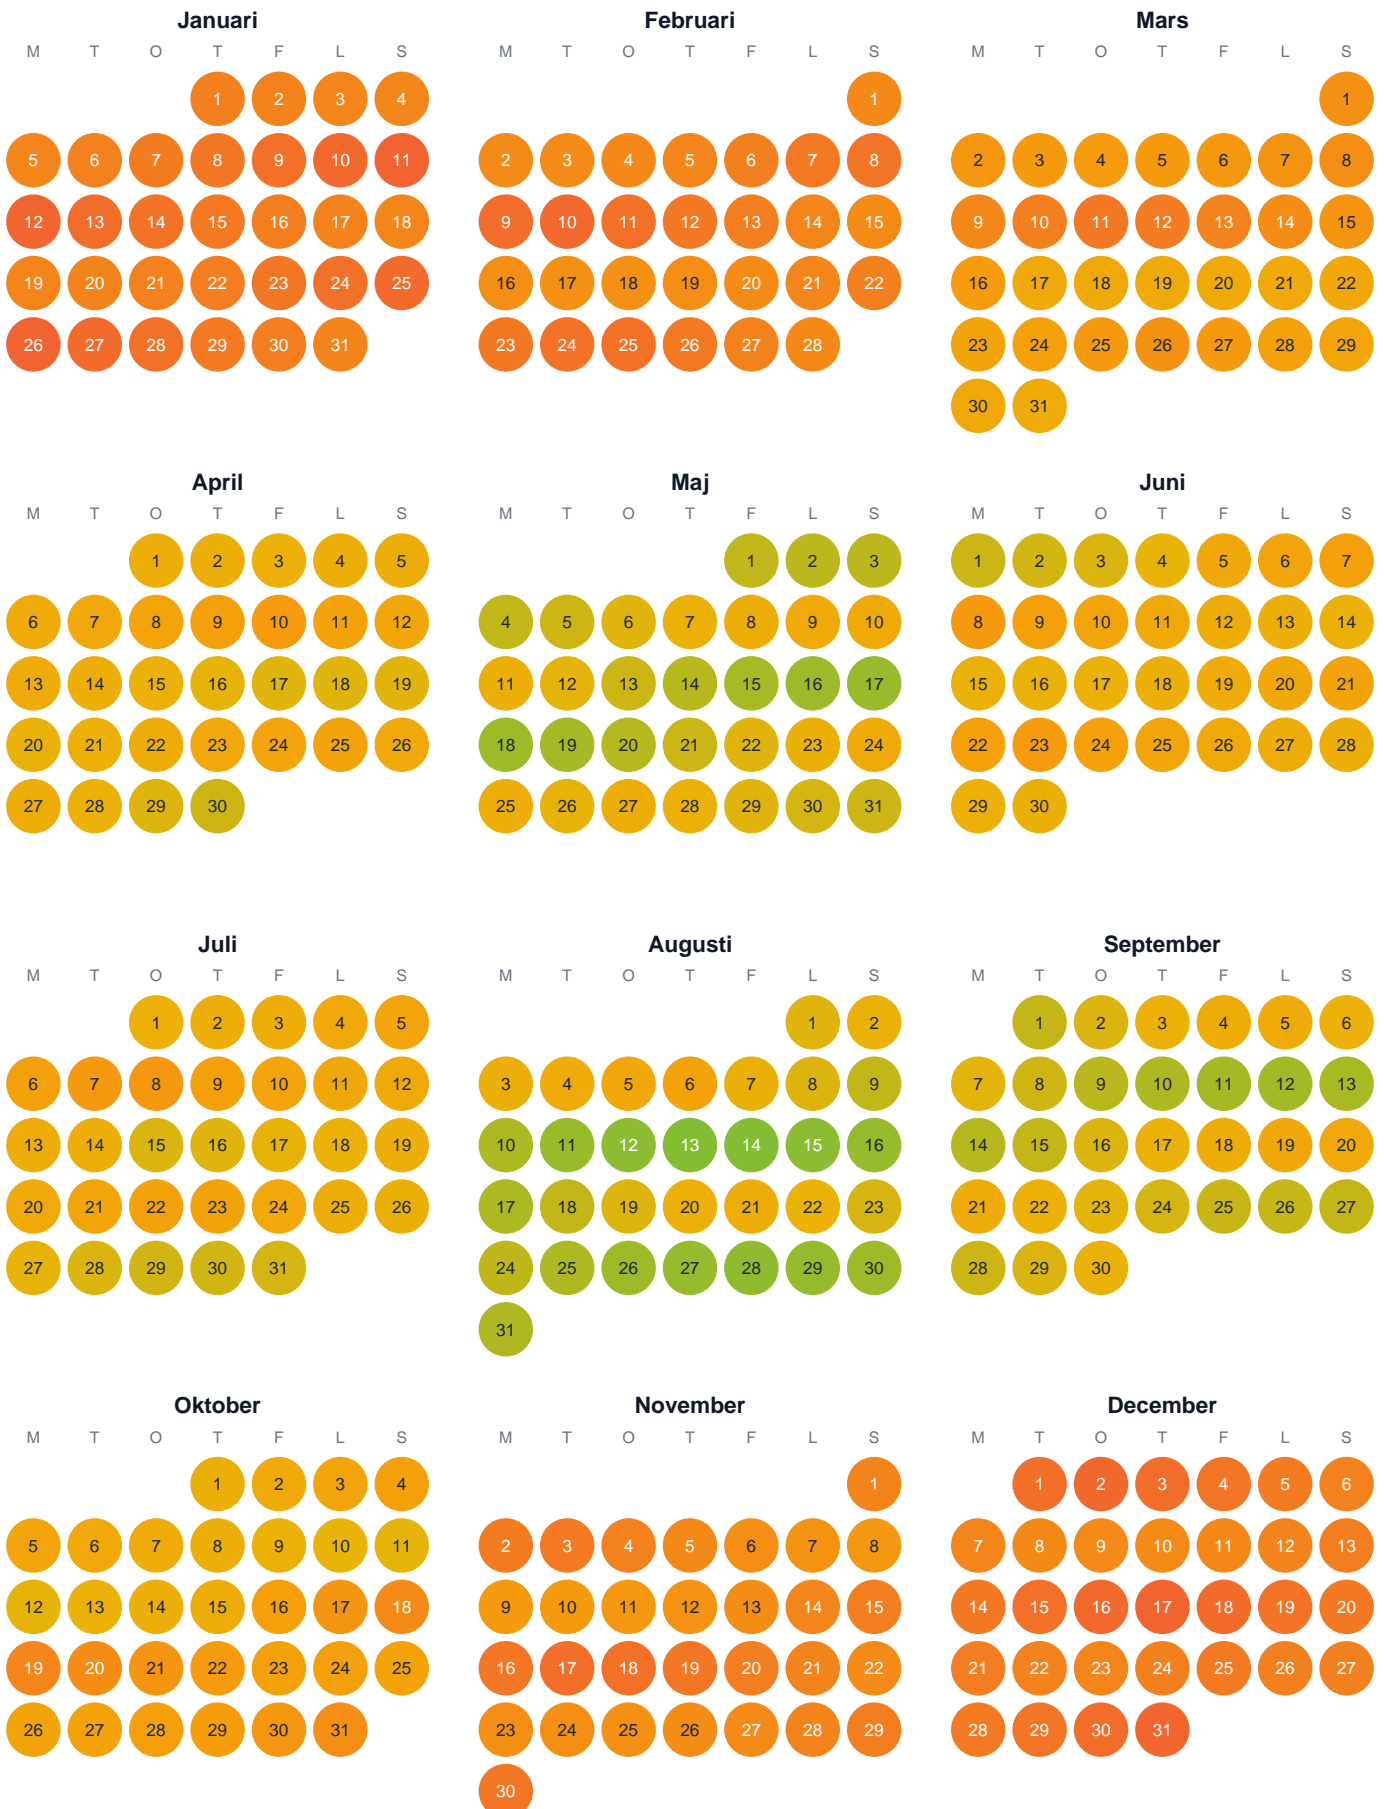 Januari
M T O T F L S
1 2 3 4
5 6 7 8 9 10 11
12 13 14 15 16 17 18
19 20 21 22 23 24 25
26 27 28 29 30 31
Februari
M T O T F L S
1
2 3 4 5 6 7 8
9 10 11 12 13 14 15
16 17 18 19 20 21 22
23 24 25 26 27 28
Mars
M T O T F L S
1
2 3 4 5 6 7 8
9 10 11 12 13 14 15
16 17 18 19 20 21 22
23 24 25 26 27 28 29
30 31
April
M T O T F L S
1 2 3 4 5
6 7 8 9 10 11 12
13 14 15 16 17 18 19
20 21 22 23 24 25 26
27 28 29 30
Maj
M T O T F L S
1 2 3
4 5 6 7 8 9 10
11 12 13 14 15 16 17
18 19 20 21 22 23 24
25 26 27 28 29 30 31
Juni
M T O T F L S
1 2 3 4 5 6 7
8 9 10 11 12 13 14
15 16 17 18 19 20 21
22 23 24 25 26 27 28
29 30
Juli
M T O T F L S
1 2 3 4 5
6 7 8 9 10 11 12
13 14 15 16 17 18 19
20 21 22 23 24 25 26
27 28 29 30 31
Augusti
M T O T F L S
1 2
3 4 5 6 7 8 9
10 11 12 13 14 15 16
17 18 19 20 21 22 23
24 25 26 27 28 29 30
31
September
M T O T F L S
1 2 3 4 5 6
7 8 9 10 11 12 13
14 15 16 17 18 19 20
21 22 23 24 25 26 27
28 29 30
Oktober
M T O T F L S
1 2 3 4
5 6 7 8 9 10 11
12 13 14 15 16 17 18
19 20 21 22 23 24 25
26 27 28 29 30 31
November
M T O T F L S
1
2 3 4 5 6 7 8
9 10 11 12 13 14 15
16 17 18 19 20 21 22
23 24 25 26 27 28 29
30
December
M T O T F L S
1 2 3 4 5 6
7 8 9 10 11 12 13
14 15 16 17 18 19 20
21 22 23 24 25 26 27
28 29 30 31